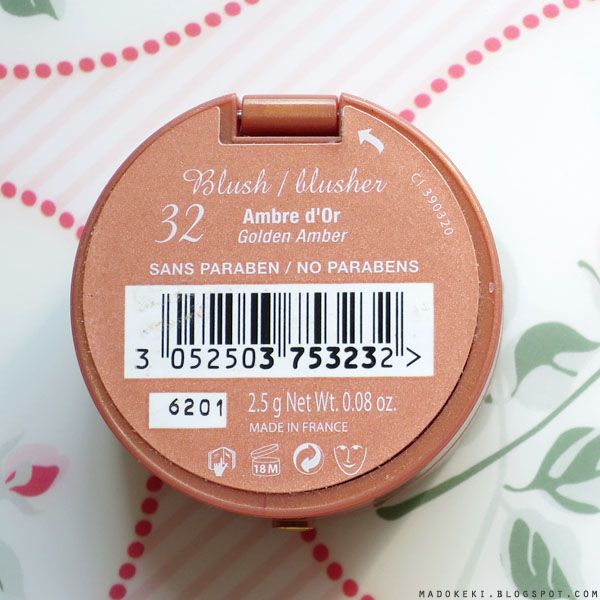 Blush / blusher
32
Ambre d'Or
Golden Amber
CI 390320
SANS PARABEN / NO PARABENS
3 052503 753232 >
6201
2.5 g Net Wt. 0.08 oz.
MADE IN FRANCE
18M
MADOKEKI.BLOGSPOT.COM